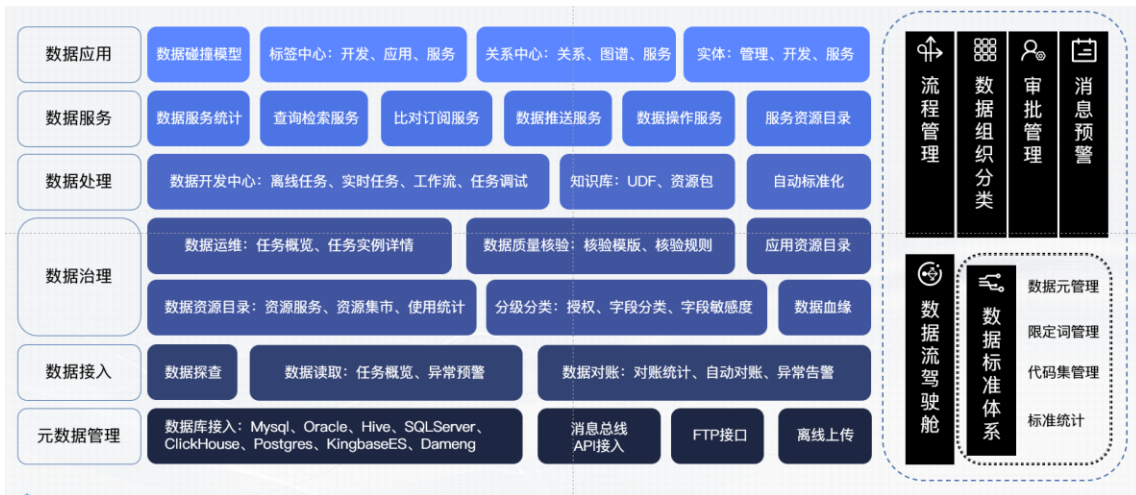 数据应用
数据碰撞模型
标签中心：开发、应用、服务
关系中心：关系、图谱、服务
实体：管理、开发、服务
数据服务
数据服务统计
查询检索服务
比对订阅服务
数据推送服务
数据操作服务
服务资源目录
数据处理
数据开发中心：离线任务、实时任务、工作流、任务调试
知识库：UDF、资源包
自动标准化
数据治理
数据运维：任务概览、任务实例详情
数据质量核验：核验模版、核验规则
应用资源目录
数据资源目录：资源服务、资源集市、使用统计
分级分类：授权、字段分类、字段敏感度
数据血缘
数据接入
数据探查
数据读取：任务概览、异常预警
数据对账：对账统计、自动对账、异常告警
元数据管理
数据库接入：Mysql、Oracle、Hive、SQLServer、
ClickHouse、Postgres、KingbaseES、Dameng
消息总线
API接入
FTP接口
离线上传
流程管理
数据组织分类
审批管理
消息预警
数据流驾驶舱
数据标准体系
数据元管理
限定词管理
代码集管理
标准统计